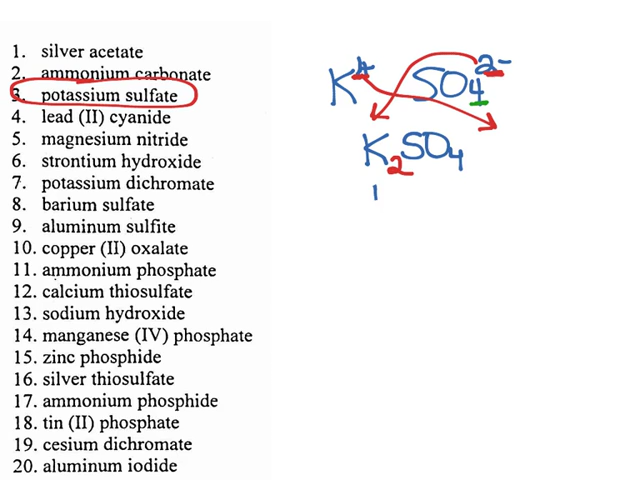 1. silver acetate
2. ammonium carbonate
3. potassium sulfate
4. lead (II) cyanide
5. magnesium nitride
6. strontium hydroxide
7. potassium dichromate
8. barium sulfate
9. aluminum sulfite
10. copper (II) oxalate
11. ammonium phosphate
12. calcium thiosulfate
13. sodium hydroxide
14. manganese (IV) phosphate
15. zinc phosphide
16. silver thiosulfate
17. ammonium phosphide
18. tin (II) phosphate
19. cesium dichromate
20. aluminum iodide
K⁺ SO₄²⁻
K₂SO₄